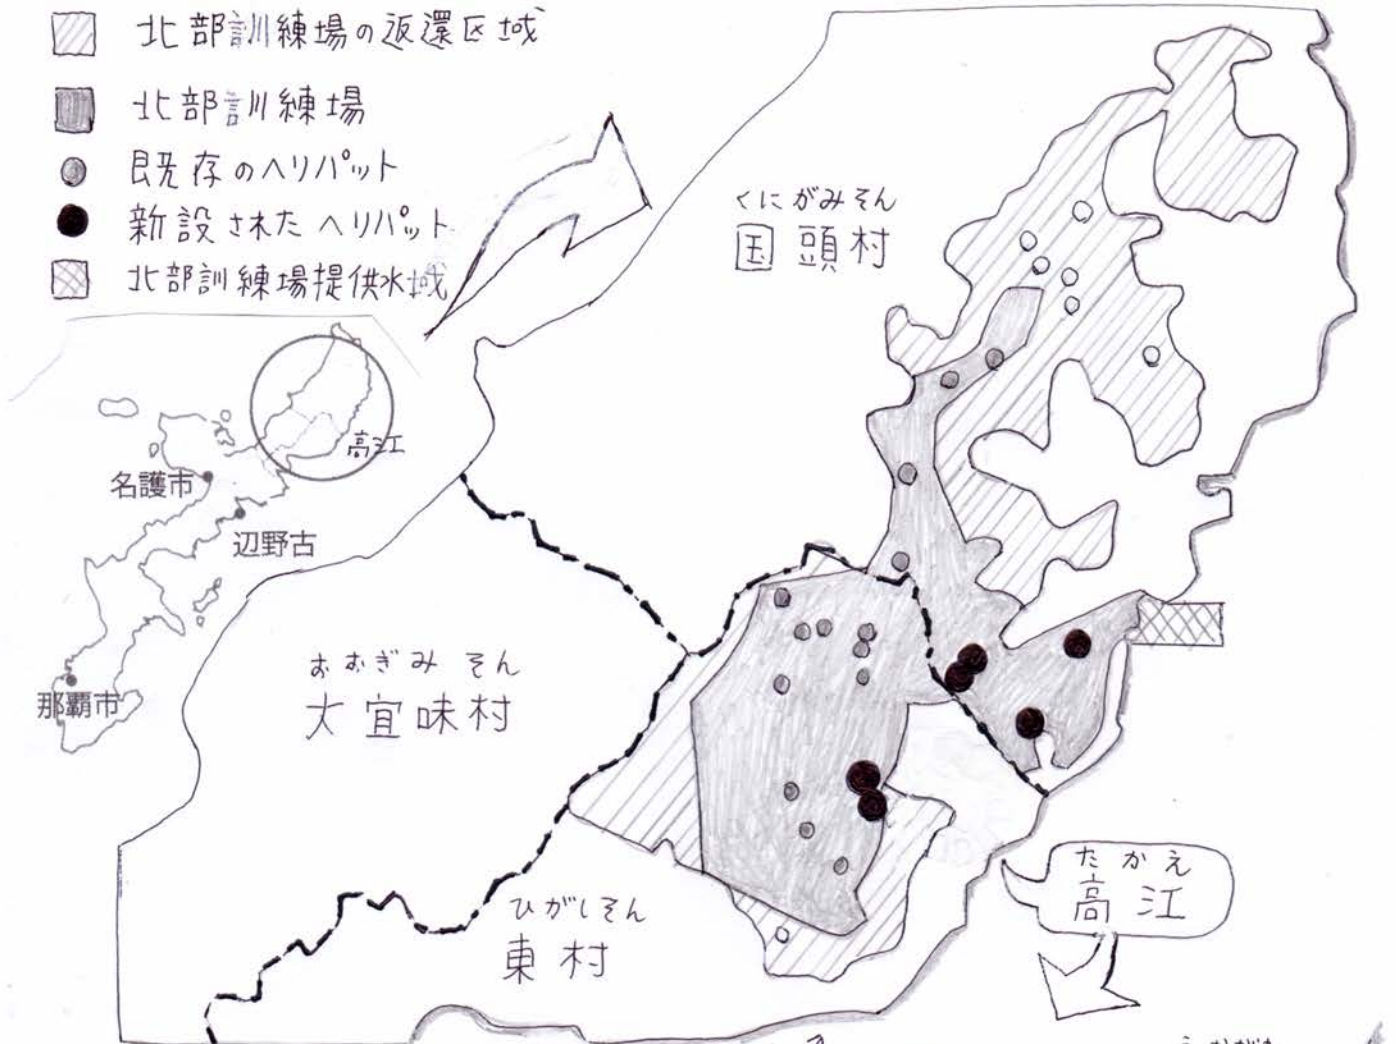 北部訓練場の返還区域
北部訓練場
既存のヘリパット
新設された ヘリパット
北部訓練場提供水域
くにがみそん
国頭村
高江
名護市
辺野古
おおぎみ そん
大宜味村
那覇市
たかえ
高江
ひがしそん
東村